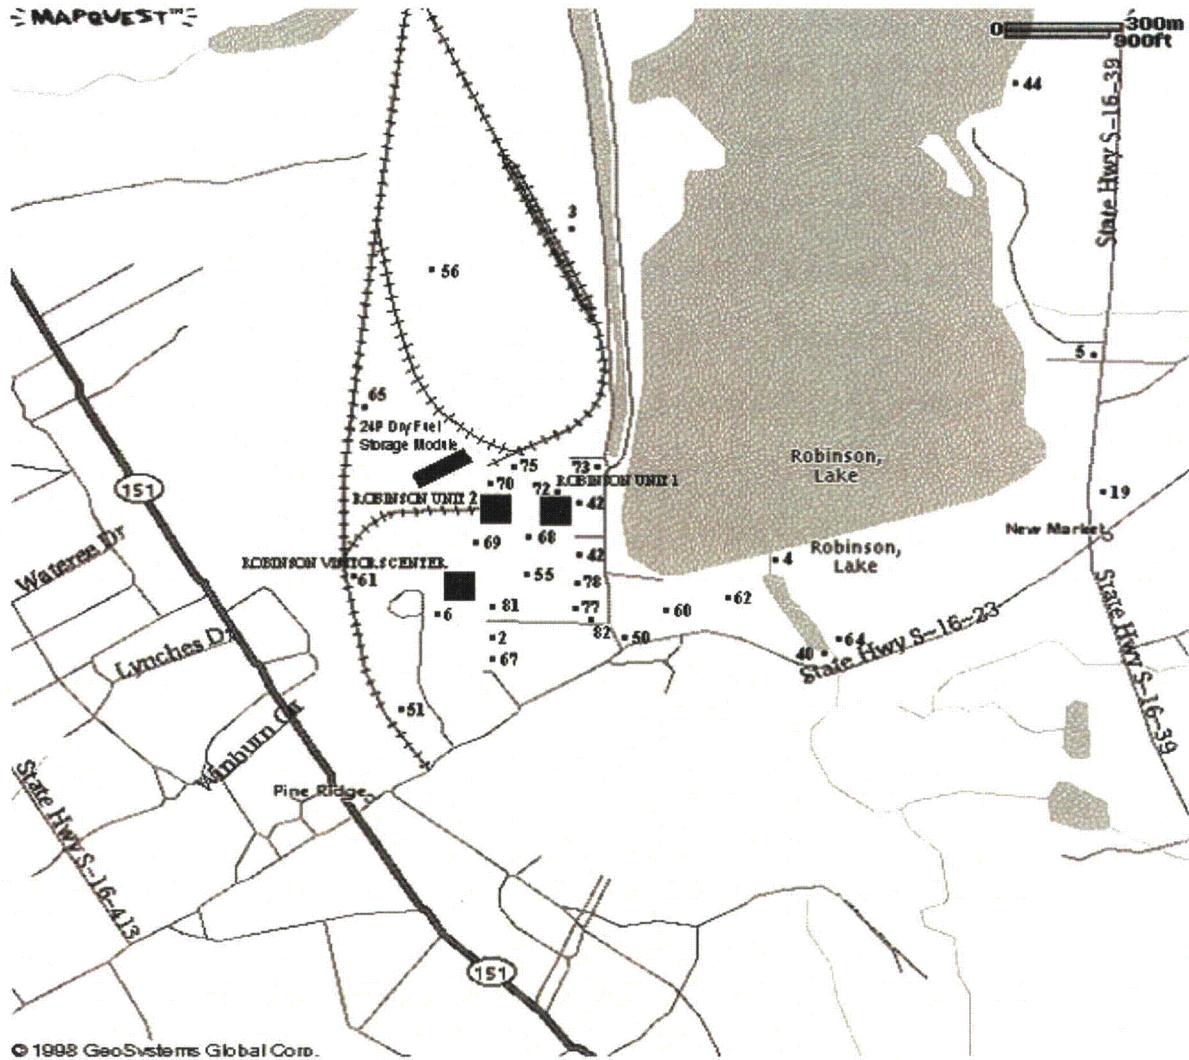 MAPQUEST™
0 300m
900ft
44
State Hwy S-16-39
3
56
5
65
24P Dry Fuel
Storage Module
Robinson,
Lake
75
73
70
72
ROBINSON UNIT 1
ROBINSON UNIT 2
42
151
19
New Market
Wateree Dr
69
68
42
4
Robinson,
Lake
ROBINSON VISITORS CENTER
61
55
78
State Hwy S-16-39
6
81
77
60
62
82
50
64
40
State Hwy S-16-23
Lynches Dr
2
67
51
Winburn Cir
State Hwy S-16-413
Pine Ridge
151
© 1998 GeoSystems Global Corp.